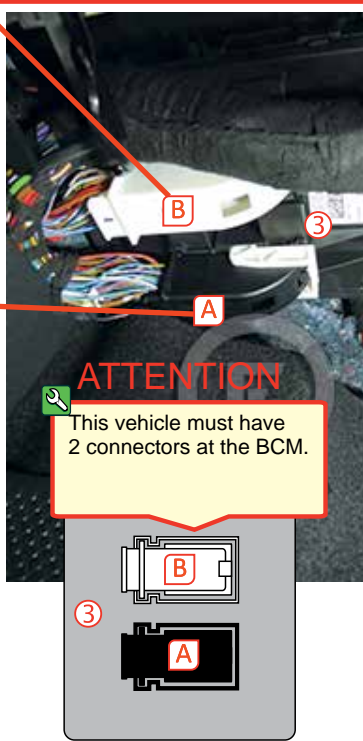 B
③
A
ATTENTION
This vehicle must have
2 connectors at the BCM.
B
③
A